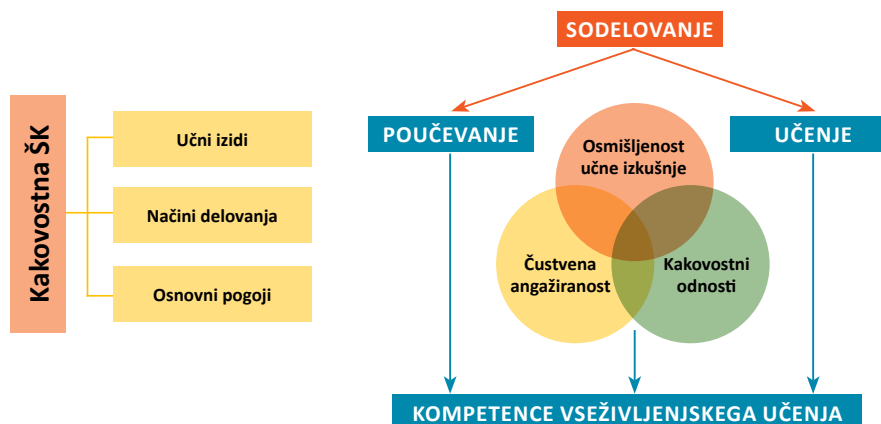 Kakovostna ŠK
Učni izidi
Načini delovanja
Osnovni pogoji
SODELOVANJE
POUČEVANJE
UČENJE
Osmišljenost
učne izkušnje
Čustvena
angažiranost
Kakovostni
odnosti
KOMPETENCE VSEŽIVLJENJSKEGA UČENJA